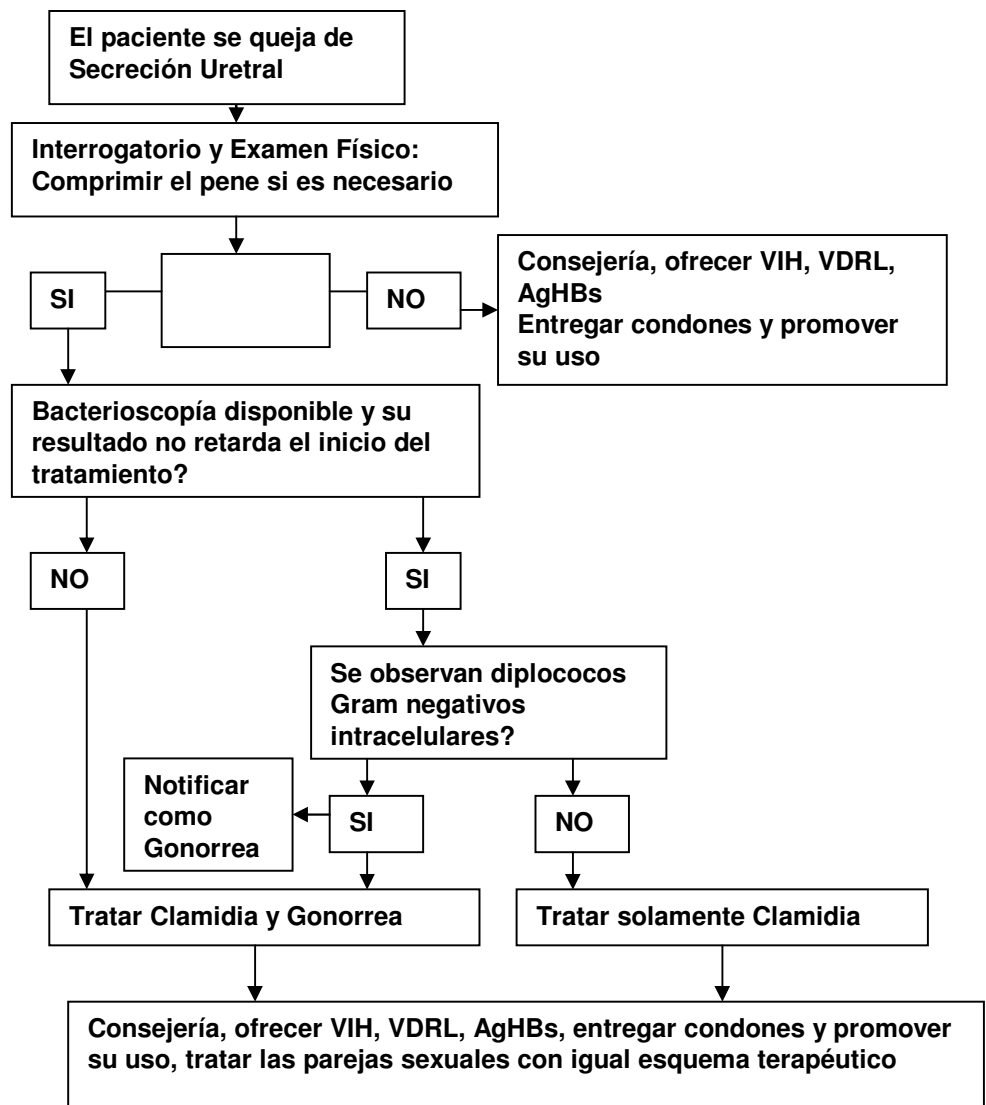 El paciente se queja de
Secreción Uretral
Interrogatorio y Examen Físico:
Comprimir el pene si es necesario
SI
NO
Consejería, ofrecer VIH, VDRL,
AgHBs
Entregar condones y promover
su uso
Bacterioscopía disponible y su
resultado no retarda el inicio del
tratamiento?
NO
SI
Se observan diplococos
Gram negativos
intracelulares?
Notificar
como
Gonorrea
SI
NO
Tratar Clamidia y Gonorrea
Tratar solamente Clamidia
Consejería, ofrecer VIH, VDRL, AgHBs, entregar condones y promover
su uso, tratar las parejas sexuales con igual esquema terapéutico